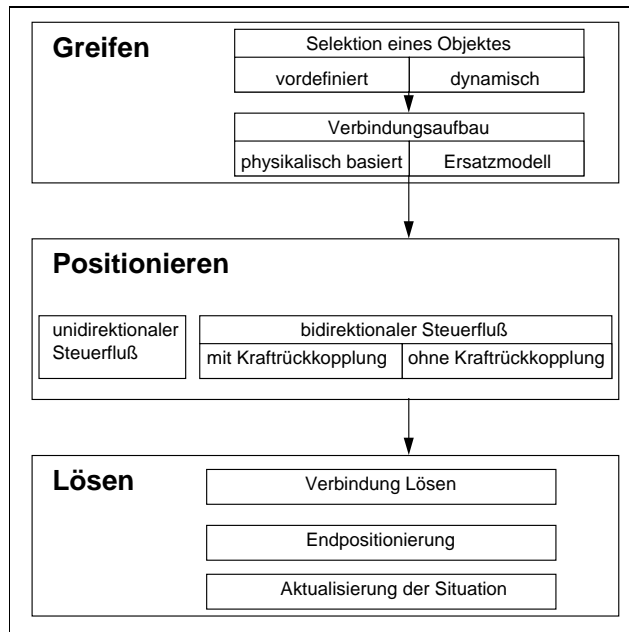 Greifen
Selektion eines Objektes
vordefiniert
dynamisch
Verbindungsaufbau
physikalisch basiert
Ersatzmodell
Positionieren
unidirektionaler
Steuerfluß
bidirektionaler Steuerfluß
mit Kraftrückkopplung
ohne Kraftrückkopplung
Lösen
Verbindung Lösen
Endpositionierung
Aktualisierung der Situation